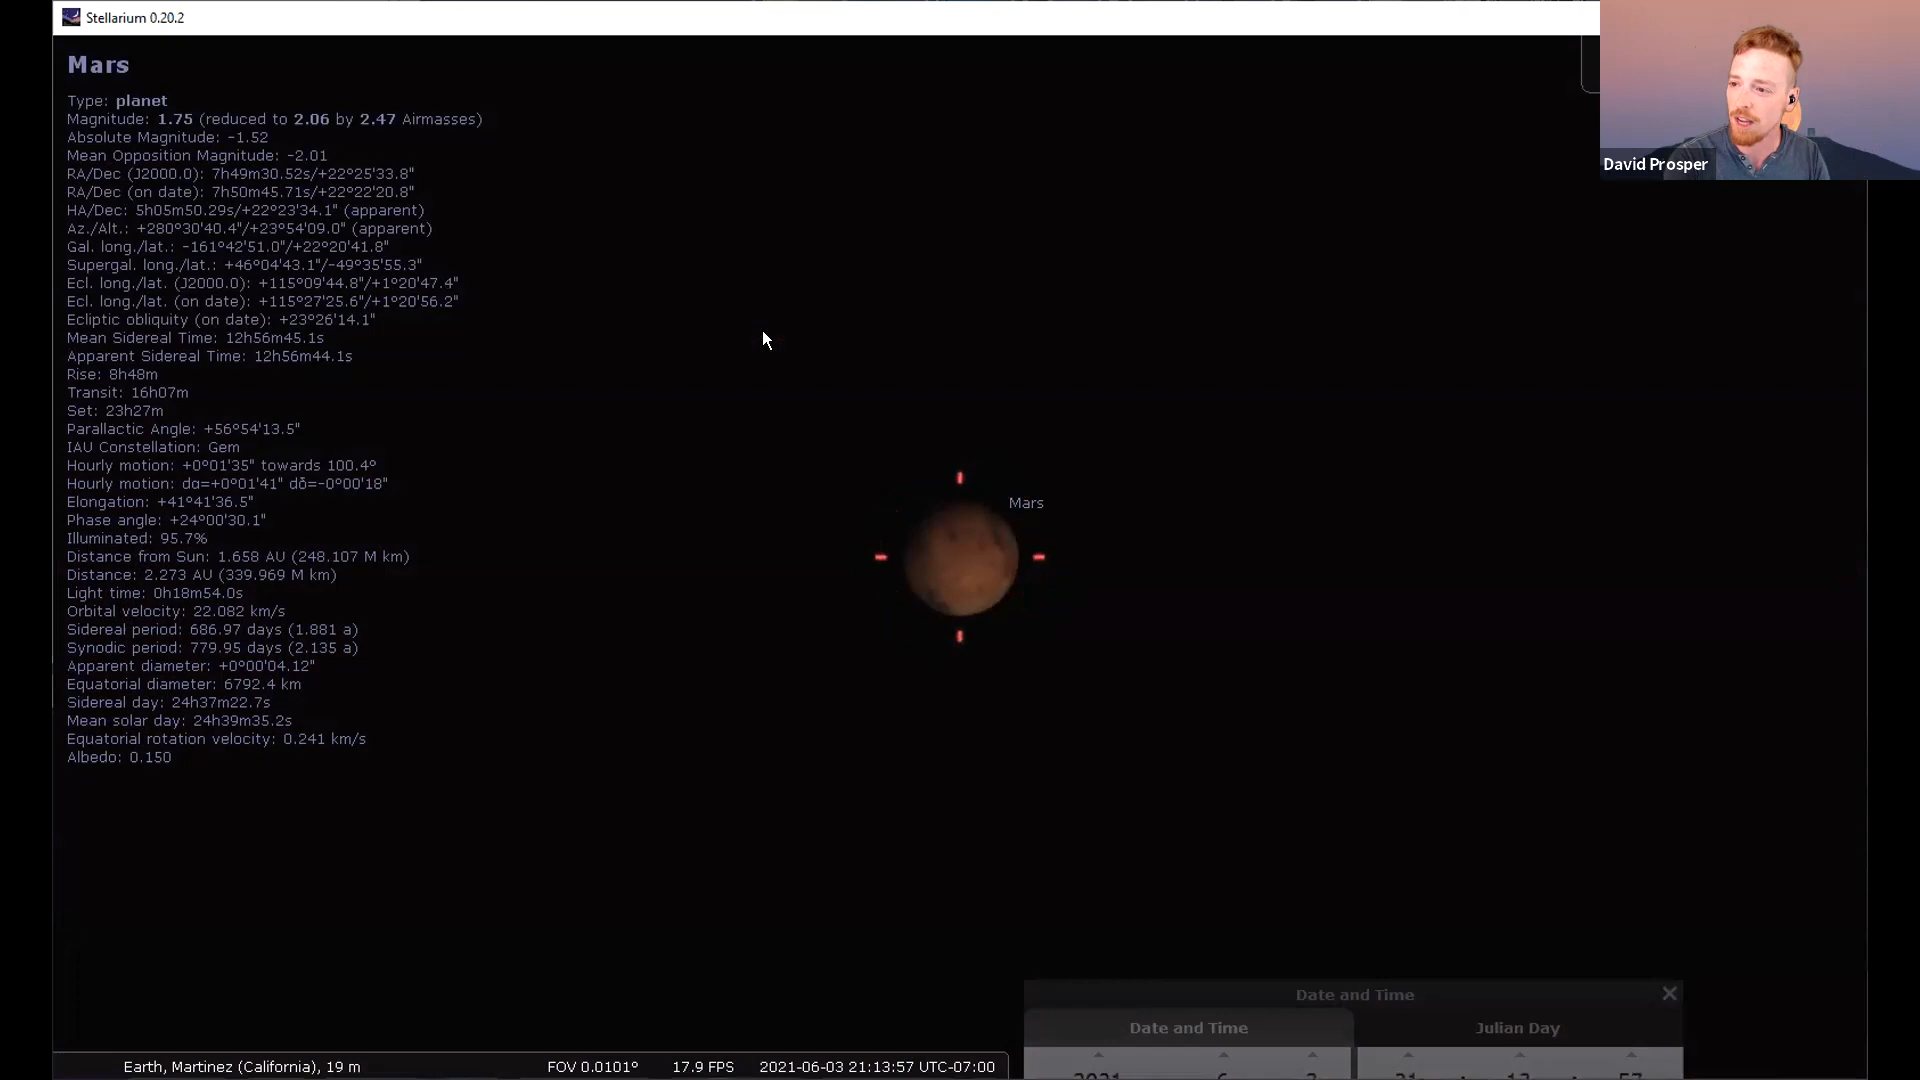 Stellarium 0.20.2
Mars
Type: planet
Magnitude: 1.75 (reduced to 2.06 by 2.47 Airmasses)
Absolute Magnitude: -1.52
Mean Opposition Magnitude: -2.01
RA/Dec (J2000.0): 7h49m30.52s/+22°25'33.8"
RA/Dec (on date): 7h50m45.71s/+22°22'20.8"
HA/Dec: 5h05m50.29s/+22°23'34.1" (apparent)
Az./Alt.: +280°30'40.4"/+23°54'09.0" (apparent)
Gal. long./lat.: -161°42'51.0"/+22°20'41.8"
Supergal. long./lat.: +46°04'43.1"/-49°35'55.3"
Ecl. long./lat. (J2000.0): +115°09'44.8"/+1°20'47.4"
Ecl. long./lat. (on date): +115°27'25.6"/+1°20'56.2"
Ecliptic obliquity (on date): +23°26'14.1"
Mean Sidereal Time: 12h56m45.1s
Apparent Sidereal Time: 12h56m44.1s
Rise: 8h48m
Transit: 16h07m
Set: 23h27m
Parallactic Angle: +56°54'13.5"
IAU Constellation: Gem
Hourly motion: +0°01'35" towards 100.4°
Hourly motion: dα=+0°01'41" dδ=-0°00'18"
Elongation: +41°41'36.5"
Phase angle: +24°00'30.1"
Illuminated: 95.7%
Distance from Sun: 1.658 AU (248.107 M km)
Distance: 2.273 AU (339.969 M km)
Light time: 0h18m54.0s
Orbital velocity: 22.082 km/s
Sidereal period: 686.97 days (1.881 a)
Synodic period: 779.95 days (2.135 a)
Apparent diameter: +0°00'04.12"
Equatorial diameter: 6792.4 km
Sidereal day: 24h37m22.7s
Mean solar day: 24h39m35.2s
Equatorial rotation velocity: 0.241 km/s
Albedo: 0.150
Mars
David Prosper
Date and Time
Date and Time Julian Day
Earth, Martinez (California), 19 m FOV 0.0101° 17.9 FPS 2021-06-03 21:13:57 UTC-07:00